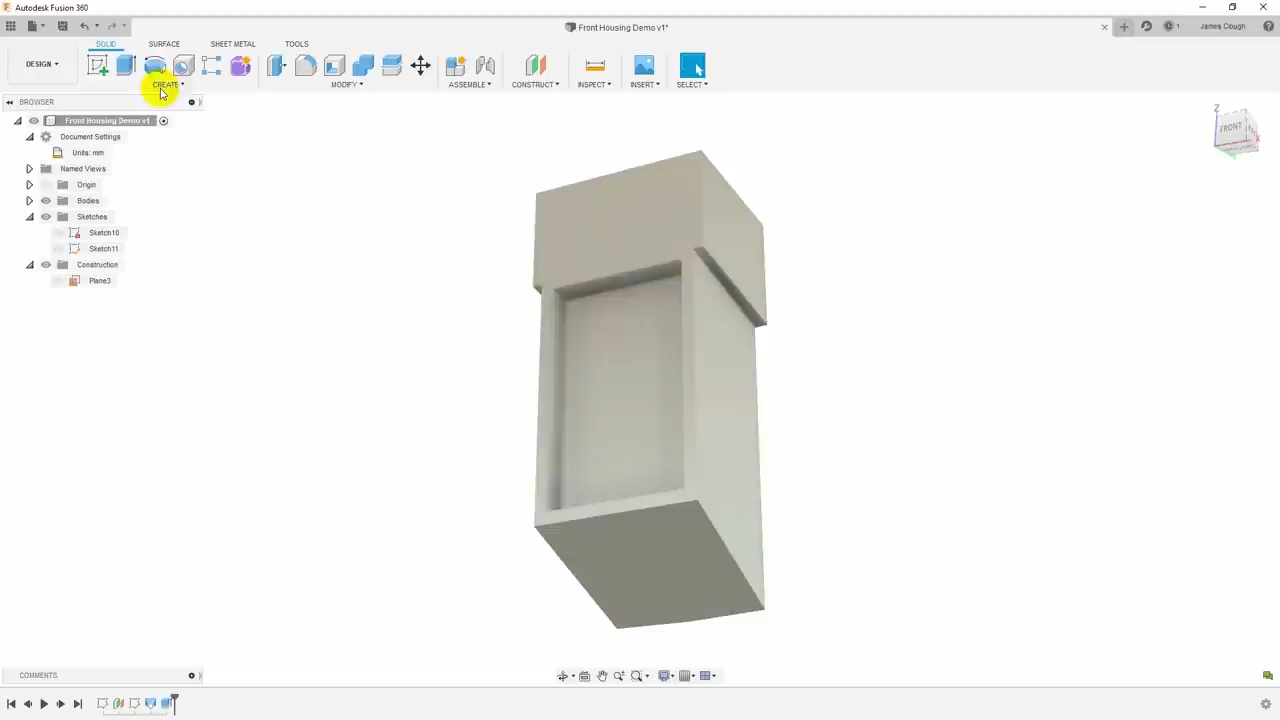 Autodesk Fusion 360
Front Housing Demo v1*
1
James Clough
SOLID
SURFACE
SHEET METAL
TOOLS
DESIGN
CREATE
MODIFY
ASSEMBLE
CONSTRUCT
INSPECT
INSERT
SELECT
BROWSER
Front Housing Demo v1
Document Settings
Units: mm
Named Views
Origin
Bodies
Sketches
Sketch10
Sketch11
Construction
Plane3
Z
FRONT
X
COMMENTS